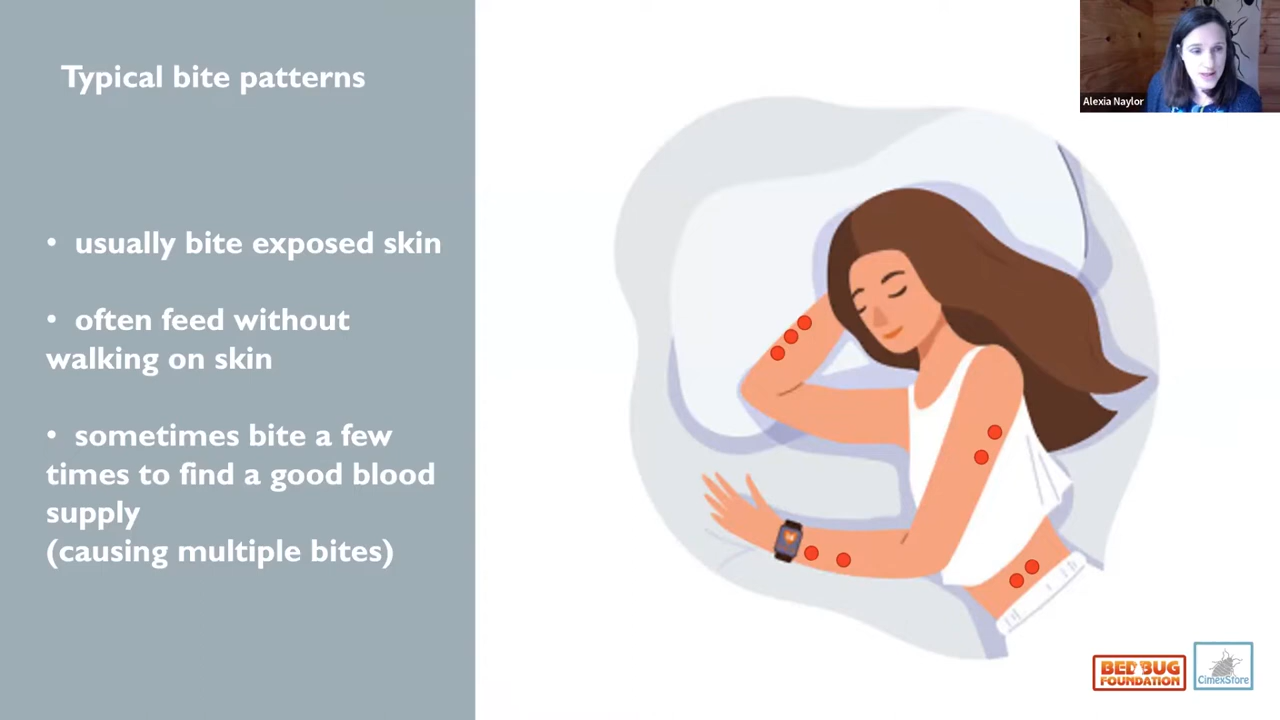 Typical bite patterns
• usually bite exposed skin
• often feed without
walking on skin
• sometimes bite a few
times to find a good blood
supply
(causing multiple bites)
Alexia Naylor
BED BUG
FOUNDATION
CimexStore